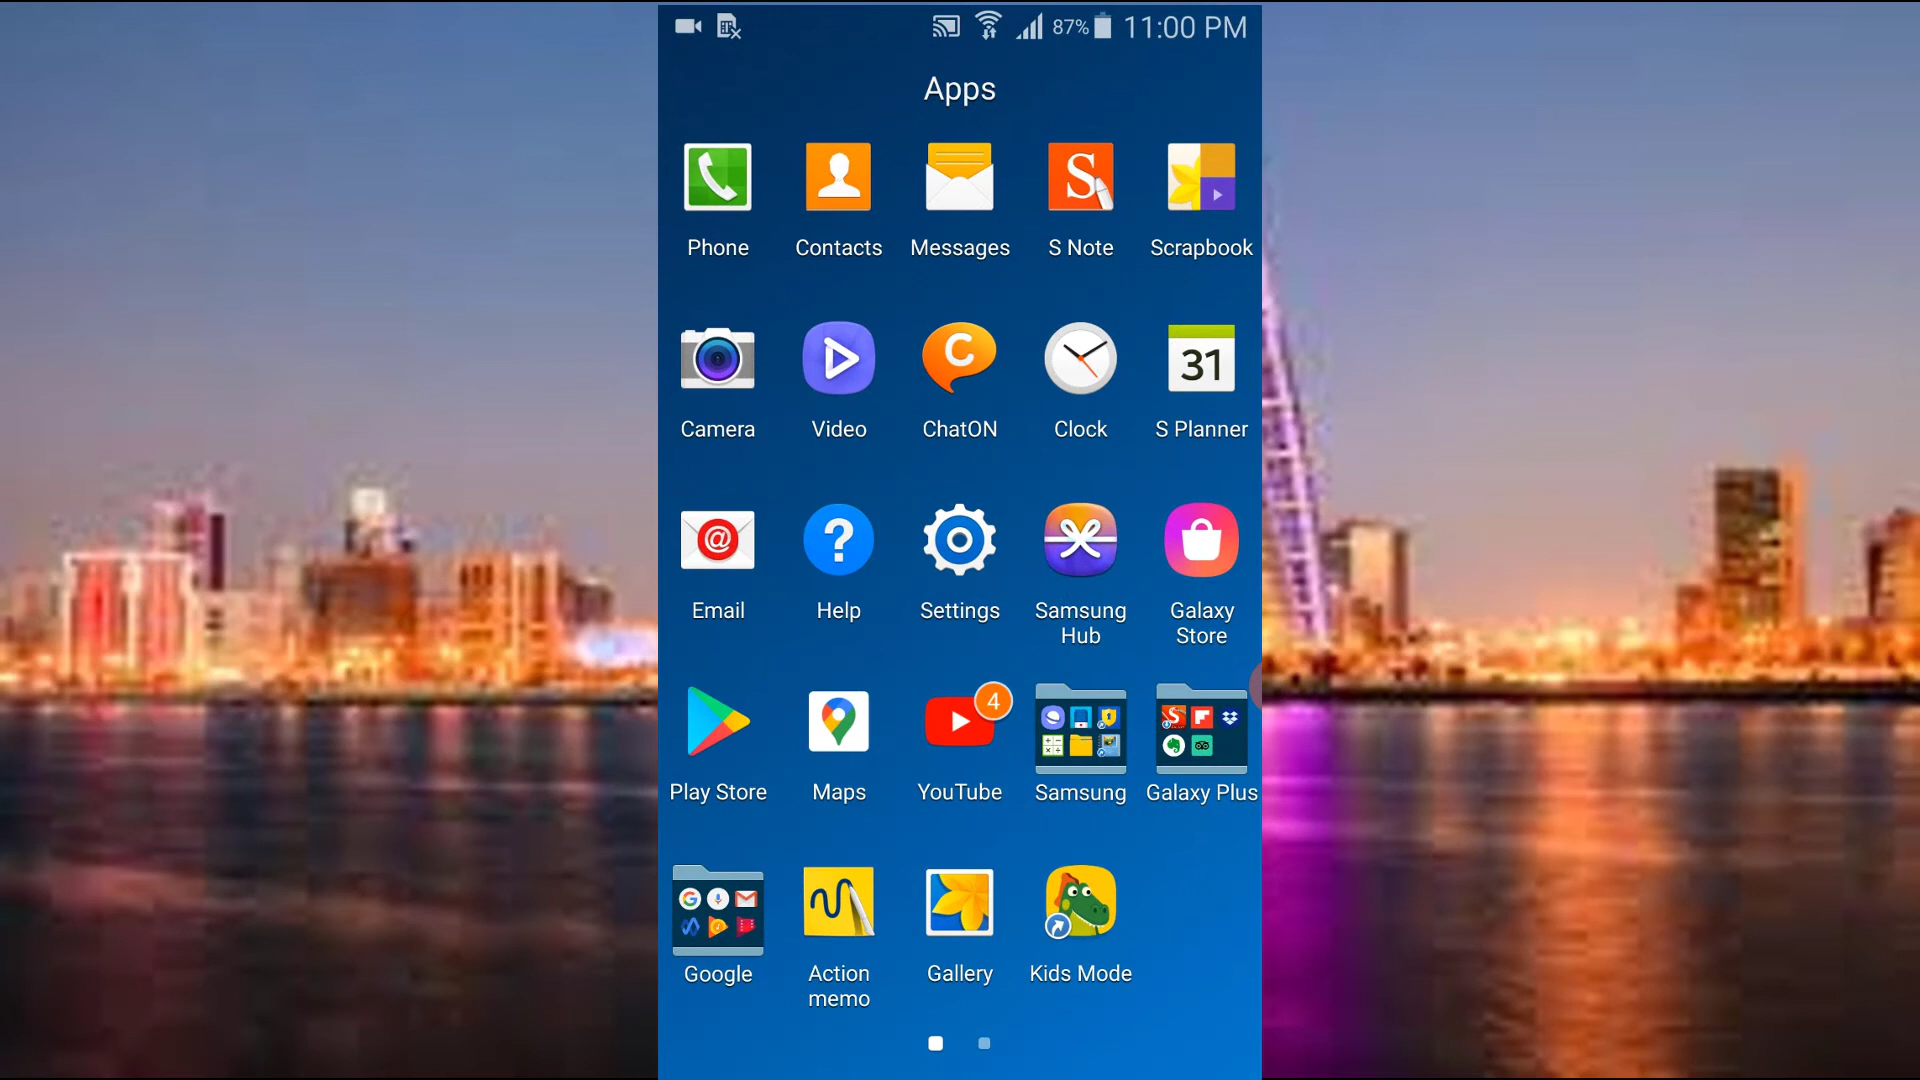 87% 11:00 PM
Apps
Phone Contacts Messages S Note Scrapbook
Camera Video ChatON Clock S Planner
31
Email Help Settings Samsung Hub Galaxy Store
4
Play Store Maps YouTube Samsung Galaxy Plus
Google Action memo Gallery Kids Mode